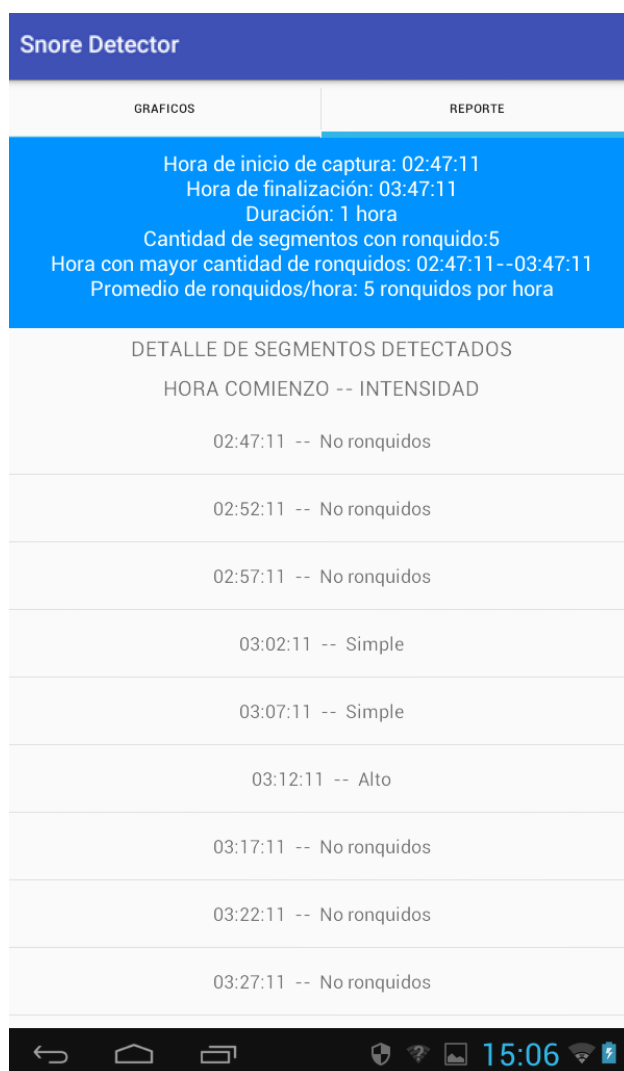 Snore Detector
GRAFICOS
REPORTE
Hora de inicio de captura: 02:47:11
Hora de finalización: 03:47:11
Duración: 1 hora
Cantidad de segmentos con ronquido:5
Hora con mayor cantidad de ronquidos: 02:47:11--03:47:11
Promedio de ronquidos/hora: 5 ronquidos por hora
DETALLE DE SEGMENTOS DETECTADOS
HORA COMIENZO -- INTENSIDAD
02:47:11 -- No ronquidos
02:52:11 -- No ronquidos
02:57:11 -- No ronquidos
03:02:11 -- Simple
03:07:11 -- Simple
03:12:11 -- Alto
03:17:11 -- No ronquidos
03:22:11 -- No ronquidos
03:27:11 -- No ronquidos
15:06